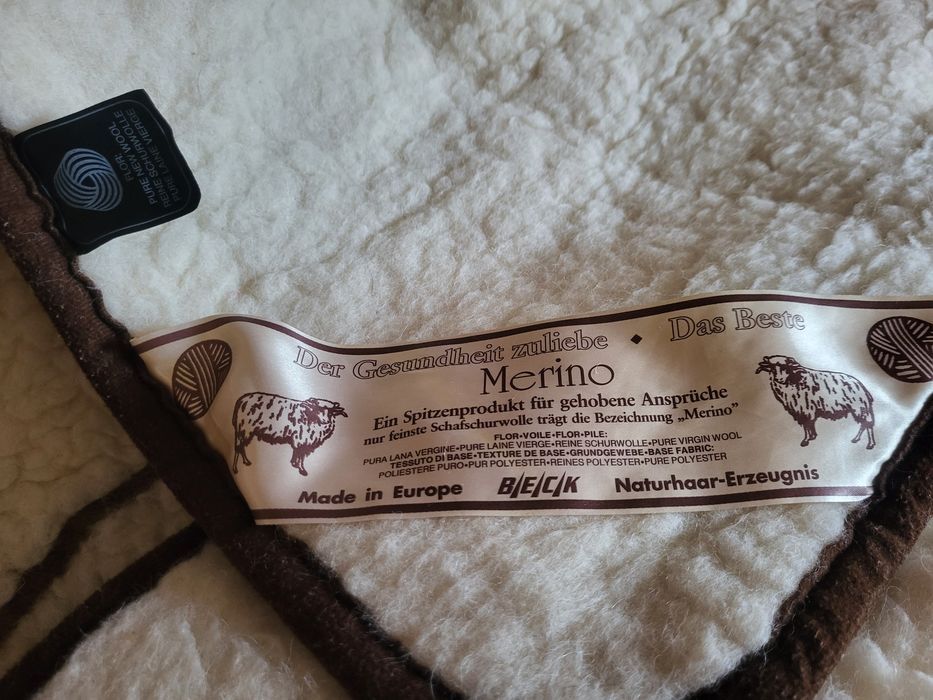 FLOR:
PURE NEW WOOL
REINE SCHURWOLLE
PURE LAINE VIERGE
Der Gesundheit zuliebe ◆ Das Beste
Merino
Ein Spitzenprodukt für gehobene Ansprüche
nur feinste Schafschurwolle trägt die Bezeichnung „Merino”
FLOR•VOILE•FLOR•PILE:
PURA LANA VERGINE•PURE LAINE VIERGE•REINE SCHURWOLLE•PURE VIRGIN WOOL
TESSUTO DI BASE•TEXTURE DE BASE•GRUNDGEWEBE•BASE FABRIC:
POLIESTERE PURO•PUR POLYESTER•REINES POLYESTER•PURE POLYESTER
Made in Europe B/E/C/K Naturhaar-Erzeugnis